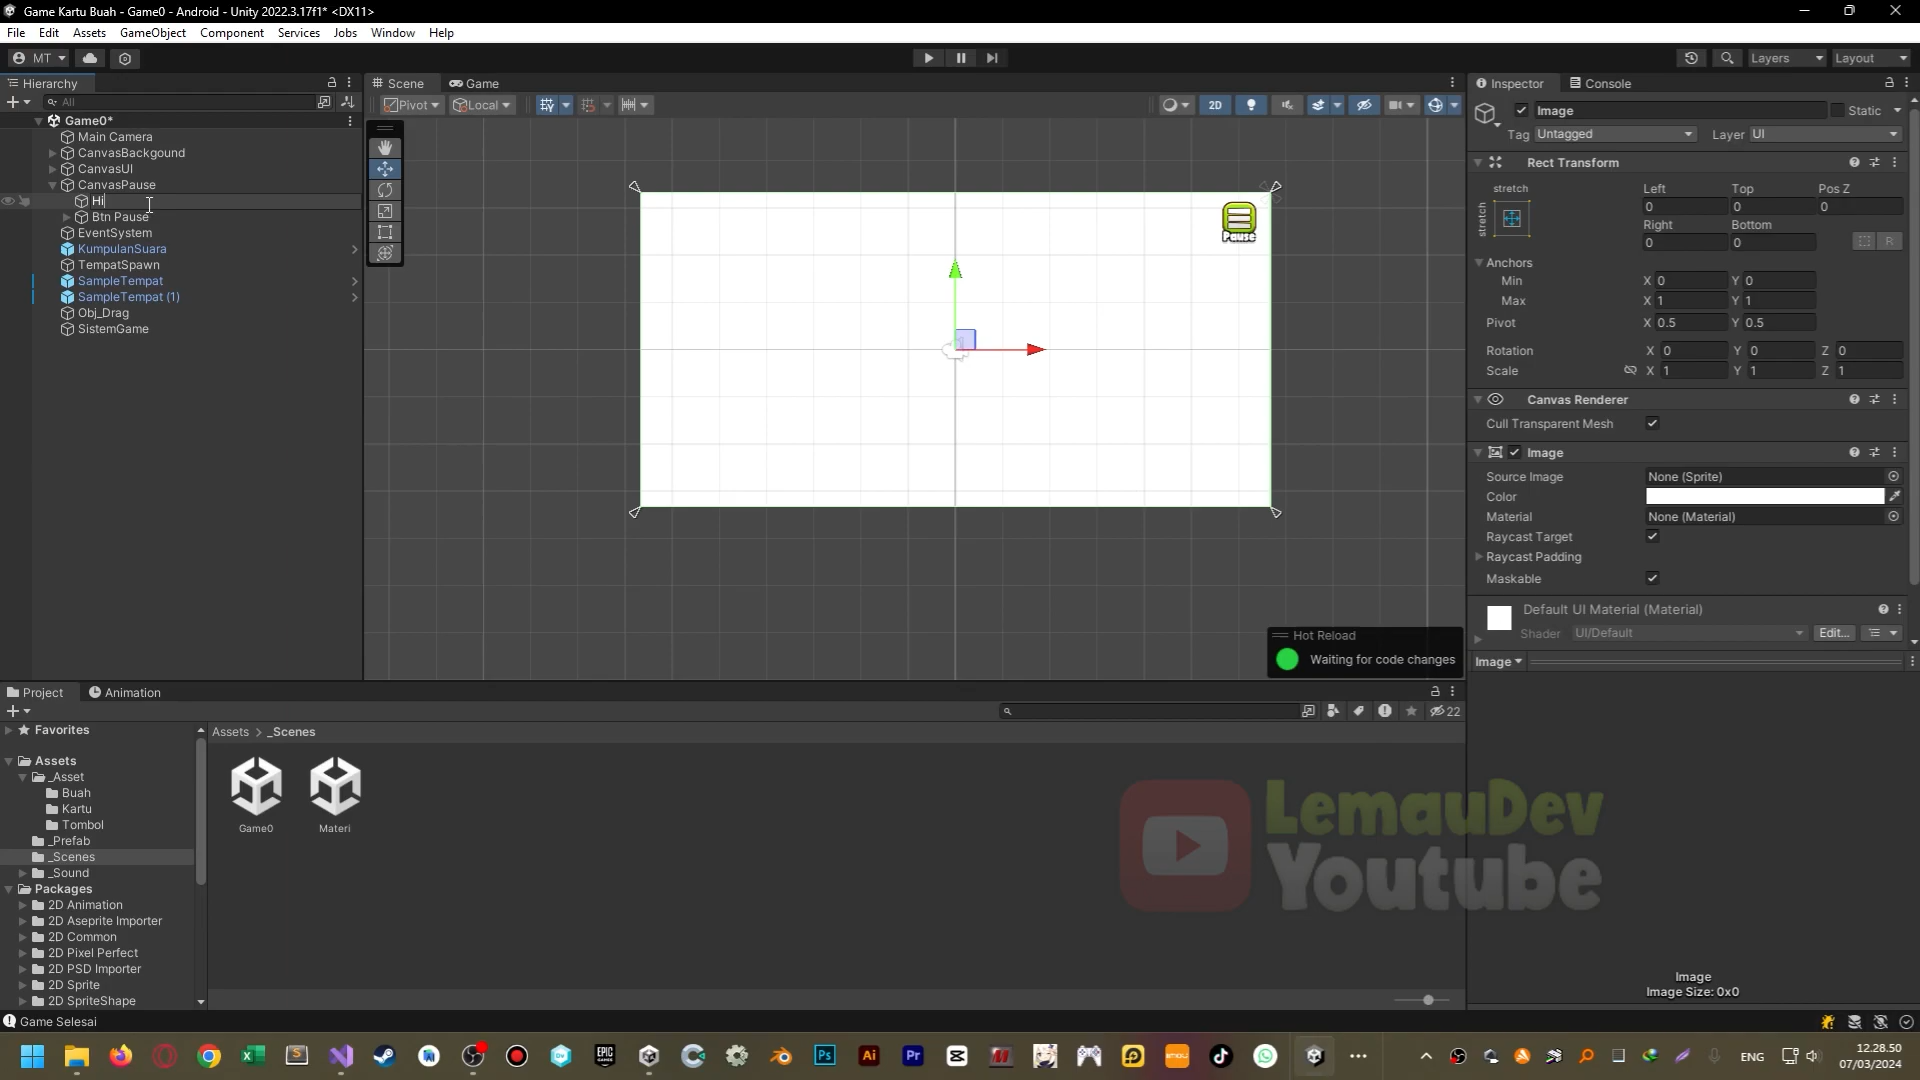 Game Kartu Buah - Game0 - Android - Unity 2022.3.17f1* <DX11>
File Edit Assets GameObject Component Services Jobs Window Help
MT Layers Layout
Hierarchy
All
Game0*
Main Camera
CanvasBackgound
CanvasUI
CanvasPause
Hi
Btn Pause
EventSystem
KumpulanSuara
TempatSpawn
SampleTempat
SampleTempat (1)
Obj_Drag
SistemGame
Scene Game
Pivot Local 2D
Pause
Hot Reload
Waiting for code changes
Inspector Console
Image Static
Tag Untagged Layer UI
Rect Transform
stretch Left Top Pos Z
stretch 0 0 0
Right Bottom
0 0 R
Anchors
Min X 0 Y 0
Max X 1 Y 1
Pivot X 0.5 Y 0.5
Rotation X 0 Y 0 Z 0
Scale X 1 Y 1 Z 1
Canvas Renderer
Cull Transparent Mesh
Image
Source Image None (Sprite)
Color
Material None (Material)
Raycast Target
Raycast Padding
Maskable
Default UI Material (Material)
Shader UI/Default Edit...
Image
Image
Image Size: 0x0
Project Animation
22
Favorites
Assets
_Asset
Buah
Kartu
Tombol
_Prefab
_Scenes
_Sound
Packages
2D Animation
2D Aseprite Importer
2D Common
2D Pixel Perfect
2D PSD Importer
2D Sprite
2D SpriteShape
Assets > _Scenes
Game0 Materi
LemauDev
Youtube
Game Selesai
ENG
12.28.50
07/03/2024